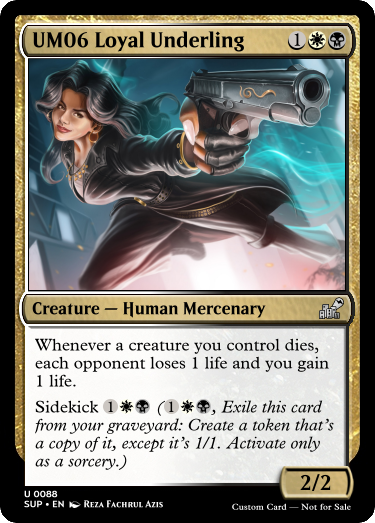 UM06 Loyal Underling 1
Creature — Human Mercenary
Whenever a creature you control dies,
each opponent loses 1 life and you gain
1 life.
Sidekick 1 (1, Exile this card
from your graveyard: Create a token that's
a copy of it, except it's 1/1. Activate only
as a sorcery.)
2/2
U 0088
SUP • EN Reza Fachrul Azis
Custom Card — Not for Sale